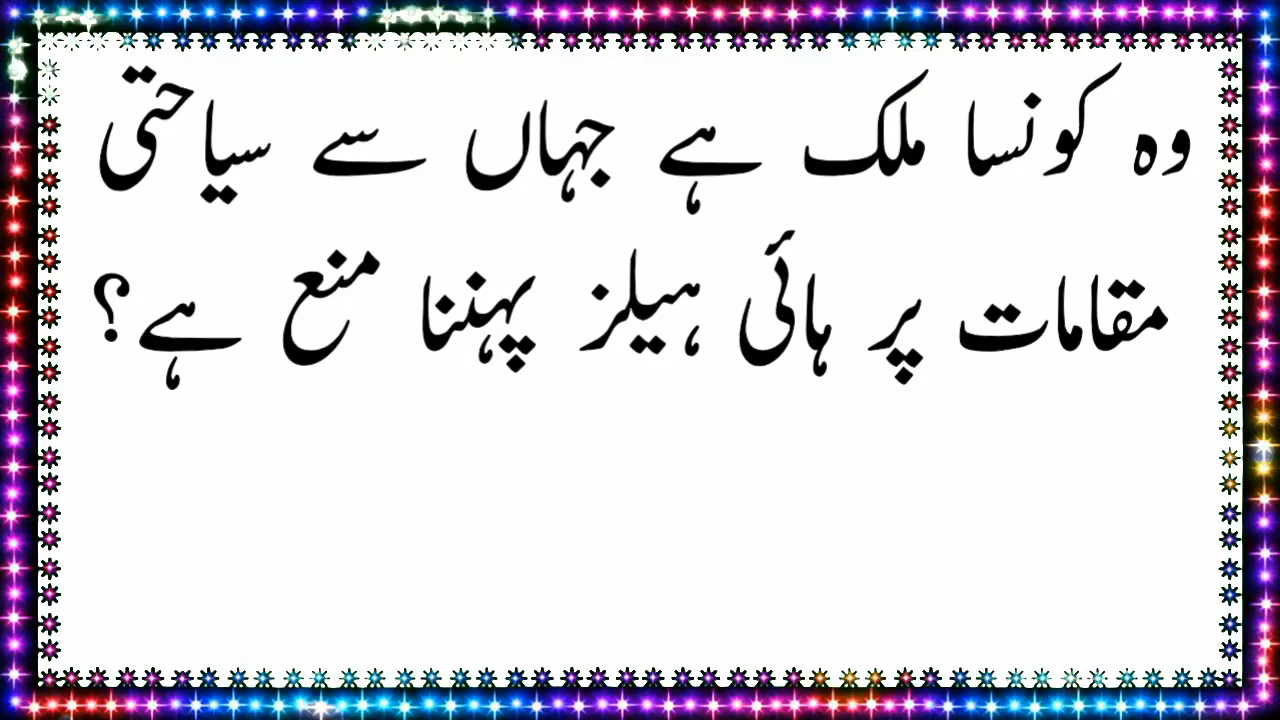 وہ کونسا ملک ہے جہاں سے سیاحتی
مقامات پر ہائی ہیلز پہننا منع ہے؟